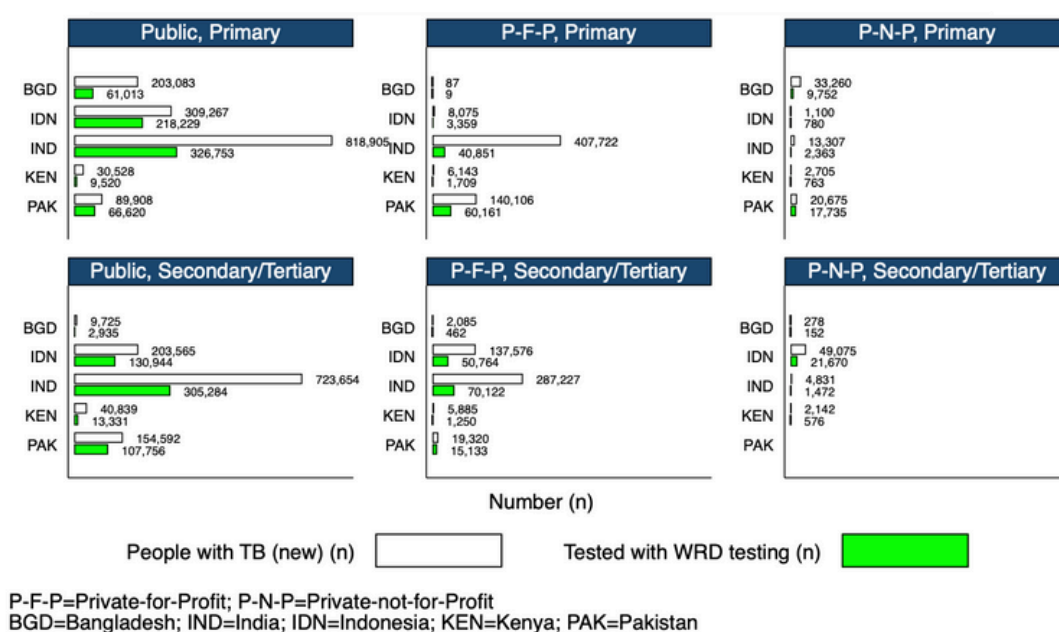 Public, Primary
BGD 203,083
61,013
IDN 309,267
218,229
IND 818,905
326,753
KEN 30,528
9,520
PAK 89,908
66,620
P-F-P, Primary
BGD 87
9
IDN 8,075
3,359
IND 407,722
40,851
KEN 6,143
1,709
PAK 140,106
60,161
P-N-P, Primary
BGD 33,260
9,752
IDN 1,100
780
IND 13,307
2,363
KEN 2,705
763
PAK 20,675
17,735
Public, Secondary/Tertiary
BGD 9,725
2,935
IDN 203,565
130,944
IND 723,654
305,284
KEN 40,839
13,331
PAK 154,592
107,756
P-F-P, Secondary/Tertiary
BGD 2,085
462
IDN 137,576
50,764
IND 287,227
70,122
KEN 5,885
1,250
PAK 19,320
15,133
P-N-P, Secondary/Tertiary
BGD 278
152
IDN 49,075
21,670
IND 4,831
1,472
KEN 2,142
576
PAK
Number (n)
People with TB (new) (n)
Tested with WRD testing (n)
P-F-P=Private-for-Profit; P-N-P=Private-not-for-Profit
BGD=Bangladesh; IND=India; IDN=Indonesia; KEN=Kenya; PAK=Pakistan